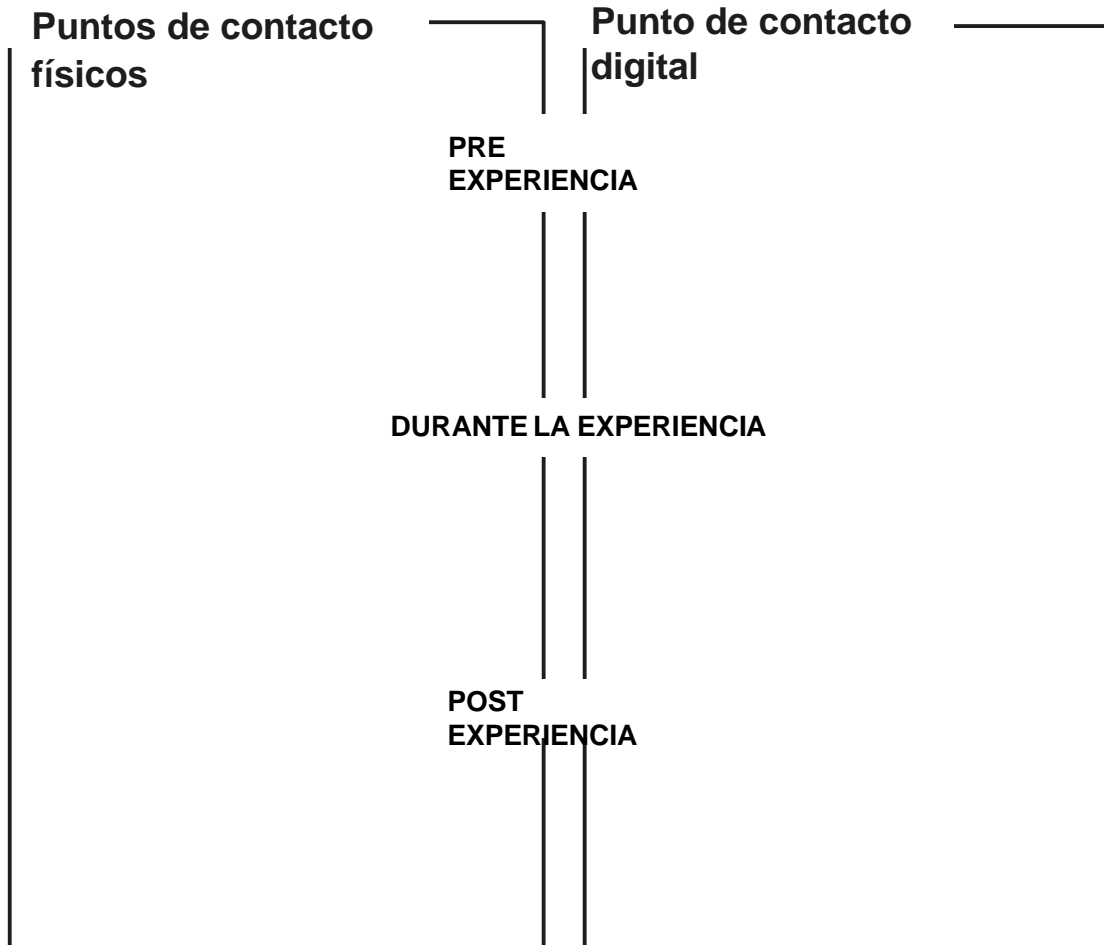 Puntos de contacto
físicos
Punto de contacto
digital
PRE
EXPERIENCIA
DURANTE LA EXPERIENCIA
POST
EXPERIENCIA